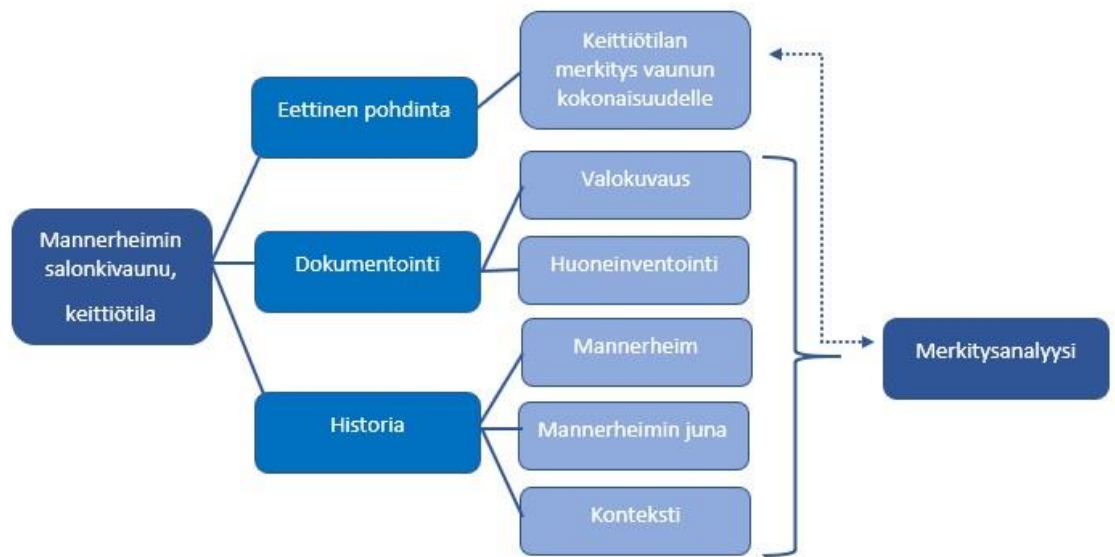 Mannerheimin
salonkivaunu,
keittiötila
Eettinen pohdinta
Keittiötilan
merkitys vaunun
kokonaisuudelle
Dokumentointi
Valokuvaus
Huoneinventointi
Historia
Mannerheim
Mannerheimin juna
Konteksti
Merkitysanalyysi